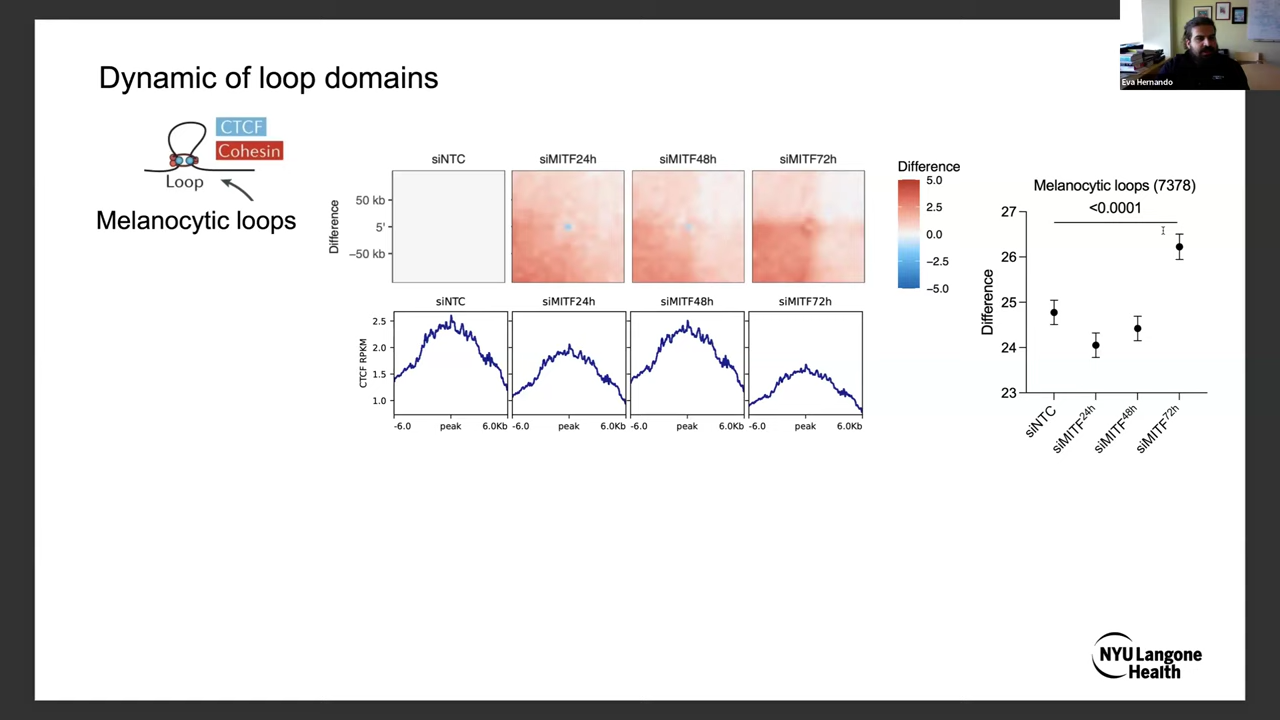 Dynamic of loop domains
Eva Hernando
CTCF
Cohesin
Loop
Melanocytic loops
siNTC
siMITF24h
siMITF48h
siMITF72h
Difference
50 kb
5'
−50 kb
Difference
5.0
2.5
0.0
−2.5
−5.0
siNTC
siMITF24h
siMITF48h
siMITF72h
CTCF RPKM
2.5
2.0
1.5
1.0
-6.0 peak 6.0Kb
-6.0 peak 6.0Kb
-6.0 peak 6.0Kb
-6.0 peak 6.0Kb
Melanocytic loops (7378)
<0.0001
Difference
27
26
25
24
23
siNTC
siMITF24h
siMITF48h
siMITF72h
NYU Langone
Health